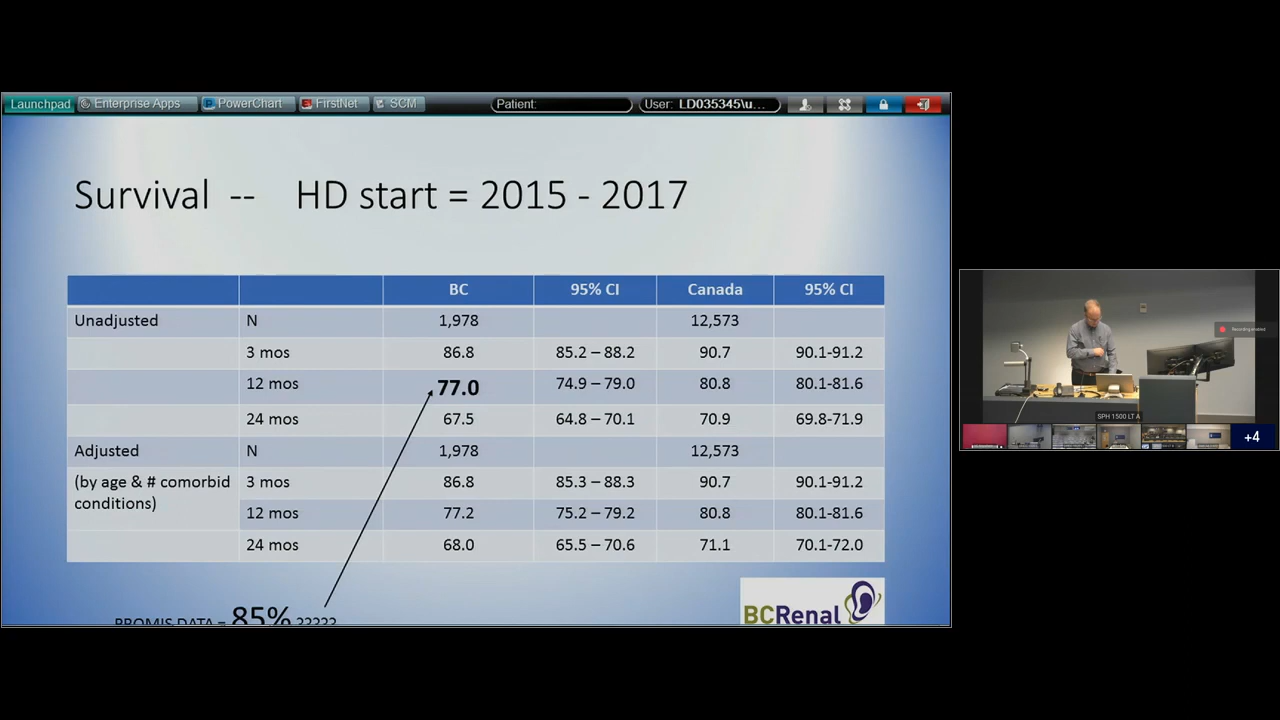 Launchpad Enterprise Apps PowerChart FirstNet SCM Patient: User: LD035345\u...
Survival -- HD start = 2015 - 2017
BC 95% CI Canada 95% CI
Unadjusted N 1,978 12,573
3 mos 86.8 85.2 – 88.2 90.7 90.1-91.2
12 mos 77.0 74.9 – 79.0 80.8 80.1-81.6
24 mos 67.5 64.8 – 70.1 70.9 69.8-71.9
Adjusted N 1,978 12,573
(by age & # comorbid conditions) 3 mos 86.8 85.3 – 88.3 90.7 90.1-91.2
12 mos 77.2 75.2 – 79.2 80.8 80.1-81.6
24 mos 68.0 65.5 – 70.6 71.1 70.1-72.0
PROMIS DATA = 85% ?????
BCRenal
Recording enabled
SPH 1500 LT A
+4